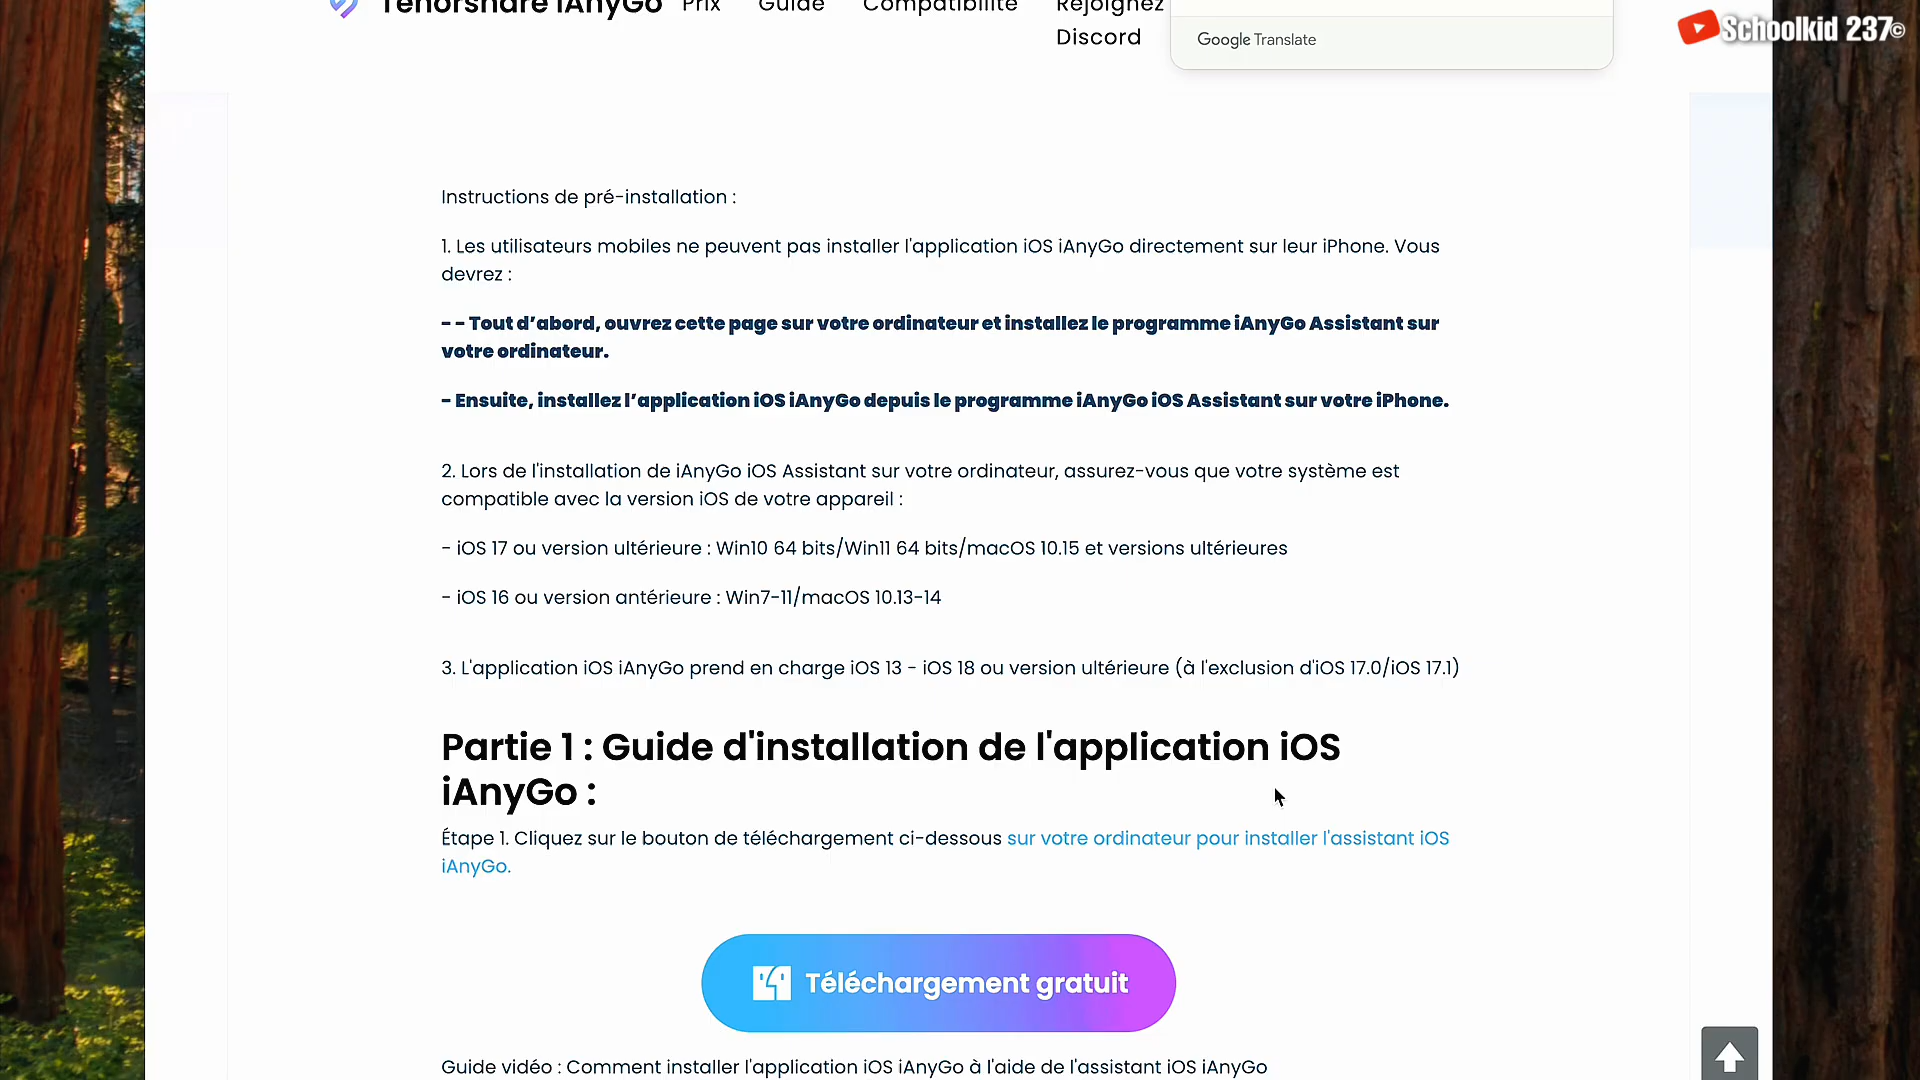 Tenorshare iAnyGo Prix Guide Compatibilité Rejoignez
Discord
Google Translate
Schoolkid 237©
Instructions de pré-installation :
1. Les utilisateurs mobiles ne peuvent pas installer l'application iOS iAnyGo directement sur leur iPhone. Vous
devrez :
- - Tout d’abord, ouvrez cette page sur votre ordinateur et installez le programme iAnyGo Assistant sur
votre ordinateur.
- Ensuite, installez l’application iOS iAnyGo depuis le programme iAnyGo iOS Assistant sur votre iPhone.
2. Lors de l'installation de iAnyGo iOS Assistant sur votre ordinateur, assurez-vous que votre système est
compatible avec la version iOS de votre appareil :
- iOS 17 ou version ultérieure : Win10 64 bits/Win11 64 bits/macOS 10.15 et versions ultérieures
- iOS 16 ou version antérieure : Win7-11/macOS 10.13-14
3. L'application iOS iAnyGo prend en charge iOS 13 - iOS 18 ou version ultérieure (à l'exclusion d'iOS 17.0/iOS 17.1)
Partie 1 : Guide d'installation de l'application iOS
iAnyGo :
Étape 1. Cliquez sur le bouton de téléchargement ci-dessous sur votre ordinateur pour installer l'assistant iOS
iAnyGo.
Téléchargement gratuit
Guide vidéo : Comment installer l'application iOS iAnyGo à l'aide de l'assistant iOS iAnyGo